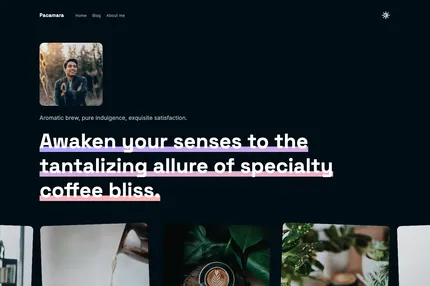 Pacamara Home Blog About me
Aromatic brew, pure indulgence, exquisite satisfaction.
Awaken your senses to the
tantalizing allure of specialty
coffee bliss.